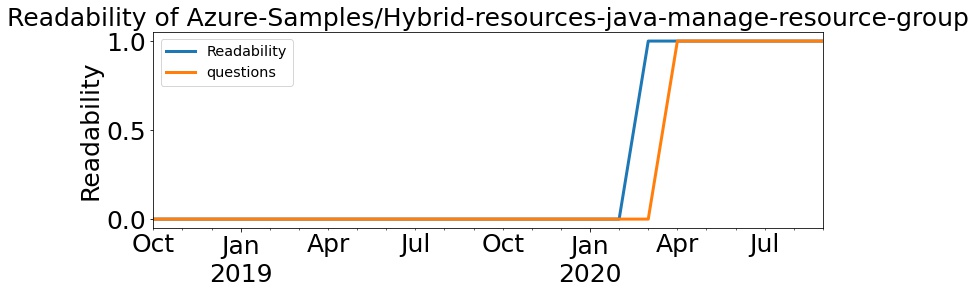 Readability of Azure-Samples/Hybrid-resources-java-manage-resource-group
Readability
1.0
0.5
0.0
Readability
questions
Oct Jan Apr Jul Oct Jan Apr Jul
2019 2020